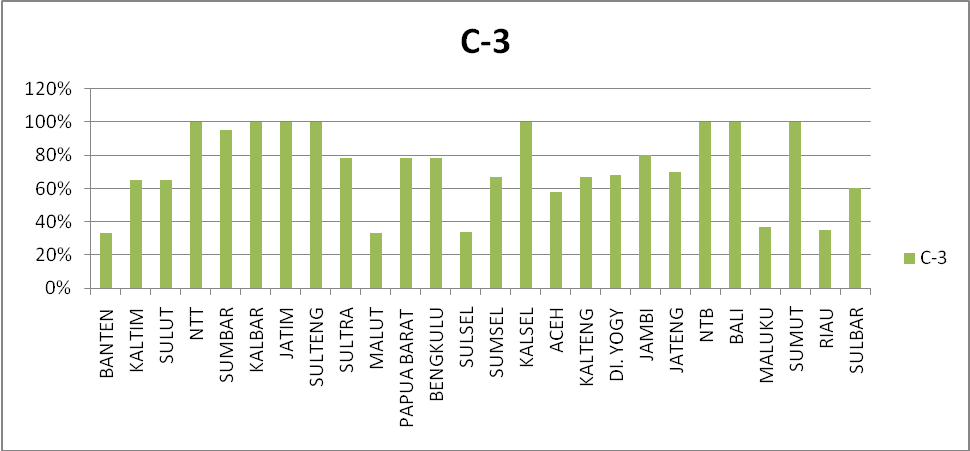 C-3
120%
100%
80%
60%
40%
20%
0%
BANTEN
KALTIM
SULUT
NTT
SUMBAR
KALBAR
JATIM
SULTENG
SULTRA
MALUT
PAPUA BARAT
BENGKULU
SULSEL
SUMSEL
KALSEL
ACEH
KALTENG
DI. YOGY
JAMBI
JATENG
NTB
BALI
MALUKU
SUMUT
RIAU
SULBAR
C-3